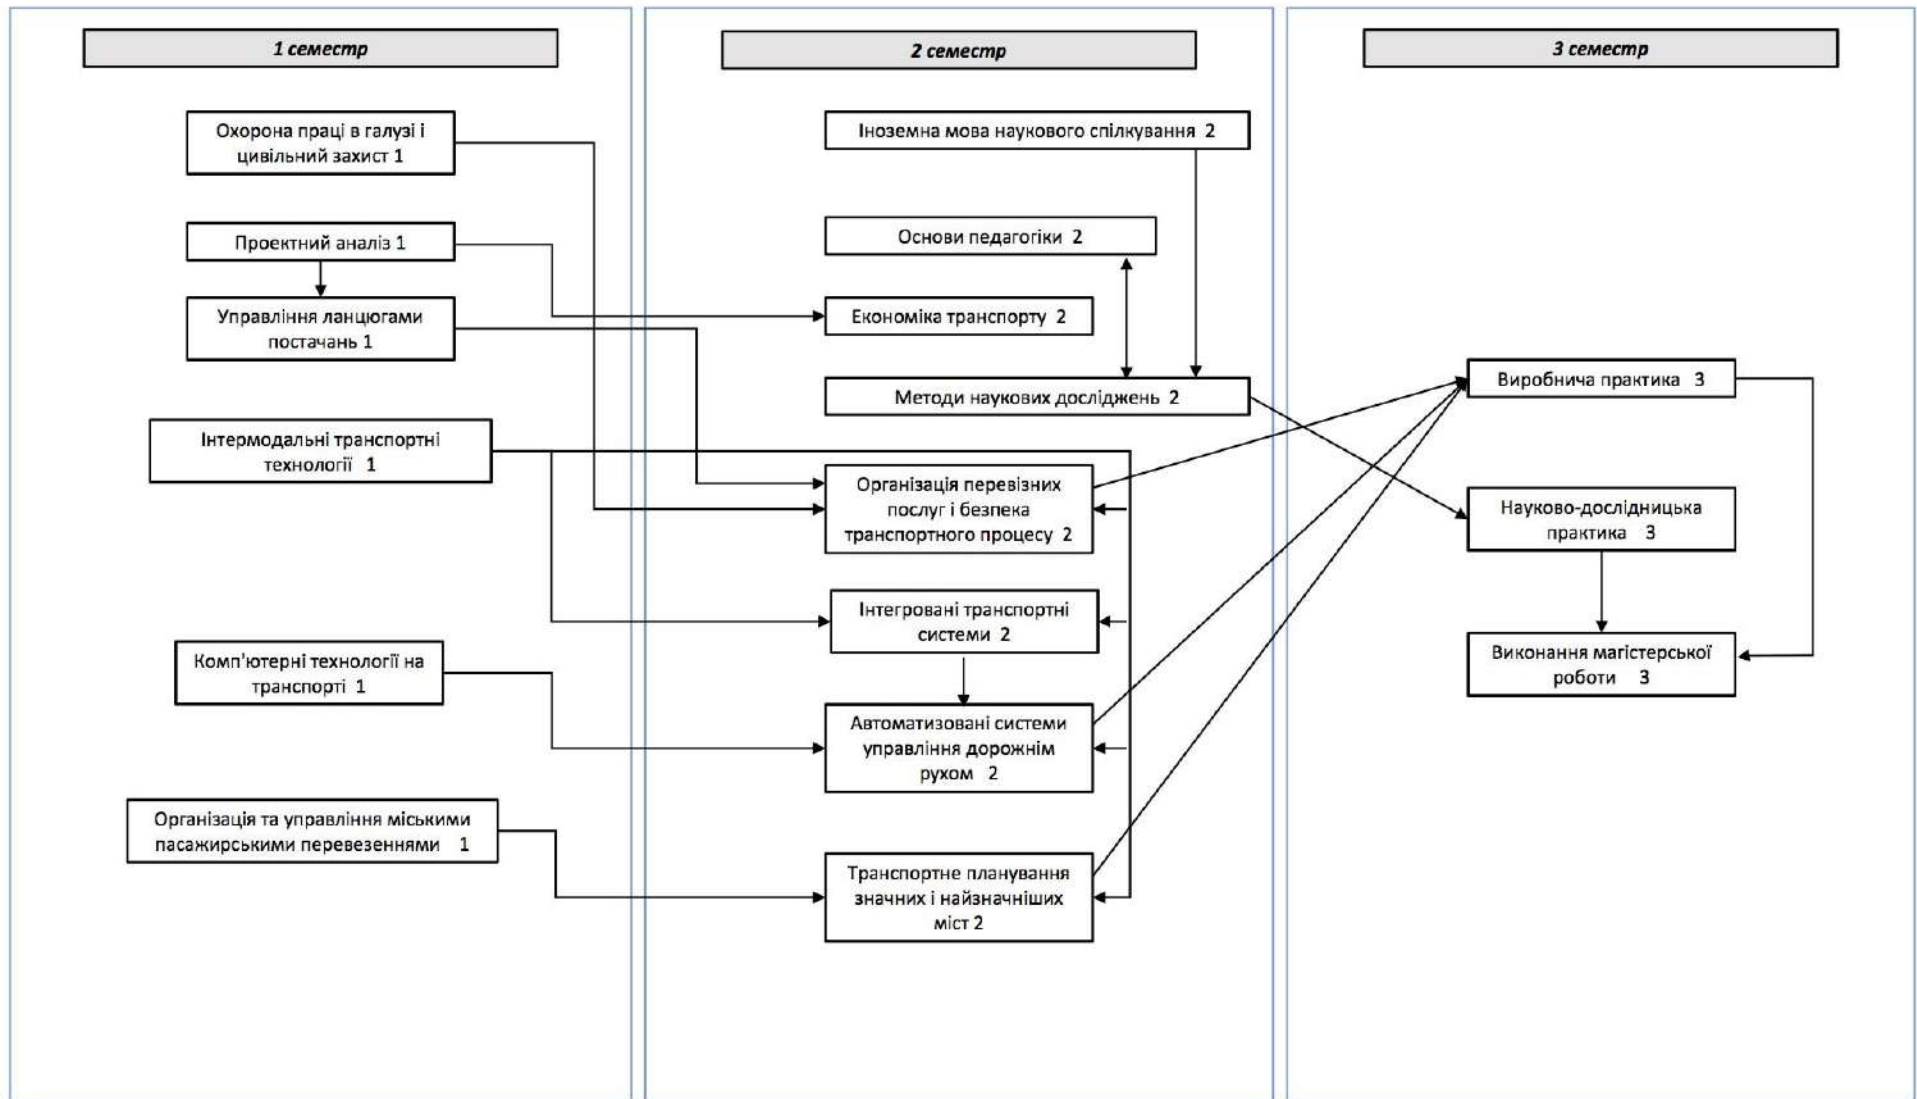 1 семестр
Охорона праці в галузі і
цивільний захист 1
Проектний аналіз 1
Управління ланцюгами
постачань 1
Інтермодальні транспортні
технології 1
Комп'ютерні технології на
транспорті 1
Організація та управління міськими
пасажирськими перевезеннями 1
2 семестр
Іноземна мова наукового спілкування 2
Основи педагогіки 2
Економіка транспорту 2
Методи наукових досліджень 2
Організація перевізних
послуг і безпека
транспортного процесу 2
Інтегровані транспортні
системи 2
Автоматизовані системи
управління дорожнім
рухом 2
Транспортне планування
значних і найзначніших
міст 2
3 семестр
Виробнича практика 3
Науково-дослідницька
практика 3
Виконання магістерської
роботи 3